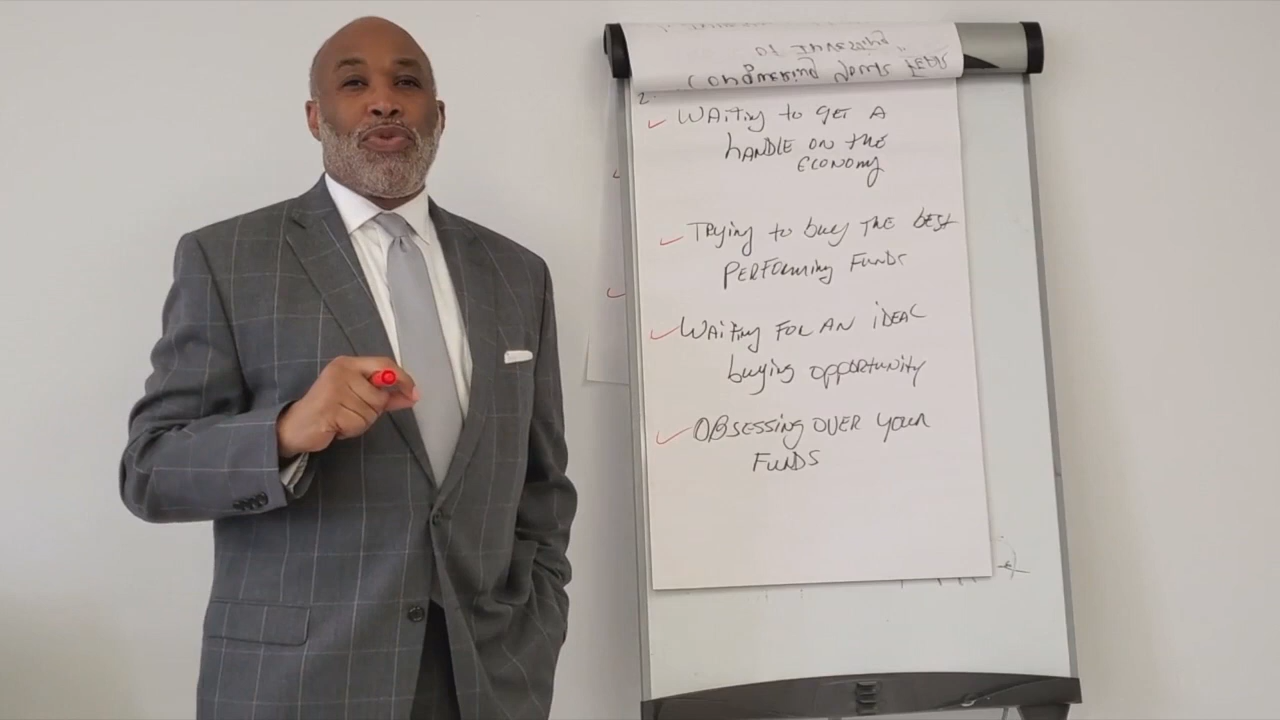 2.
Waiting to get a
handle on the
economy
Trying to buy the best
performing funds
Waiting for an ideal
buying opportunity
Obsessing over your
funds